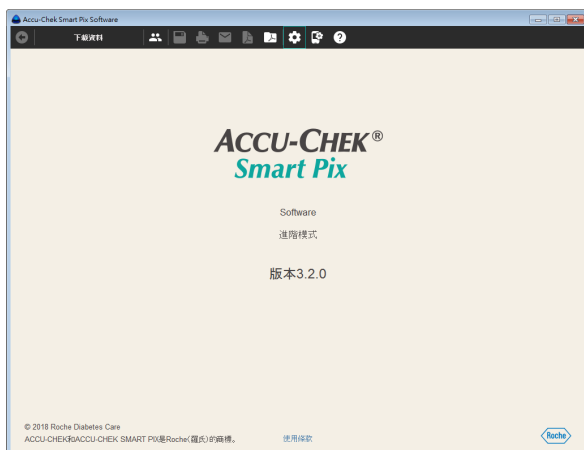 Accu-Chek Smart Pix Software
下載資料
ACCU-CHEK®
Smart Pix
Software
進階模式
版本3.2.0
© 2018 Roche Diabetes Care
ACCU-CHEK和ACCU-CHEK SMART PIX是Roche(羅氏)的商標。
使用條款
Roche